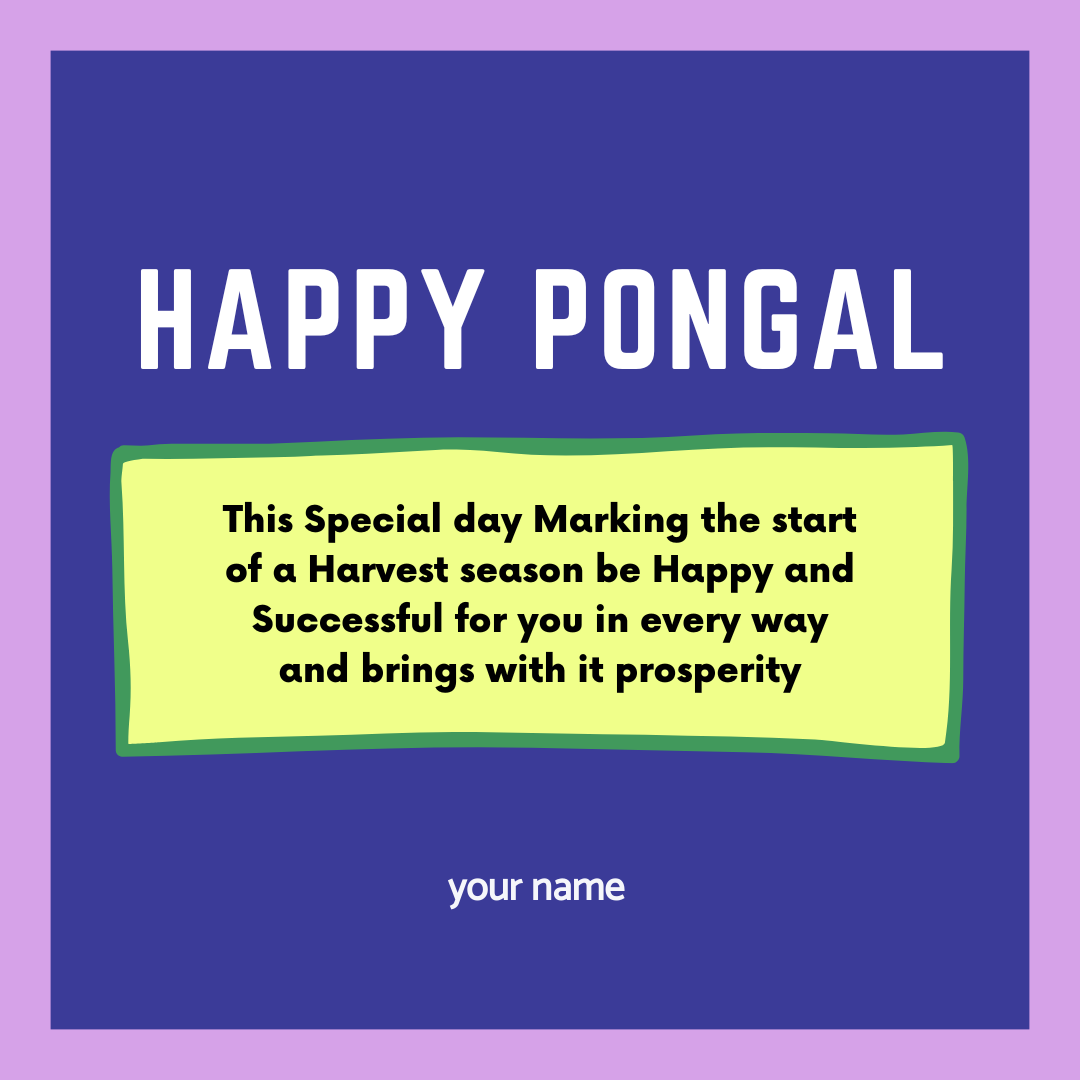 HAPPY PONGAL
This Special day Marking the start
of a Harvest season be Happy and
Successful for you in every way
and brings with it prosperity
your name